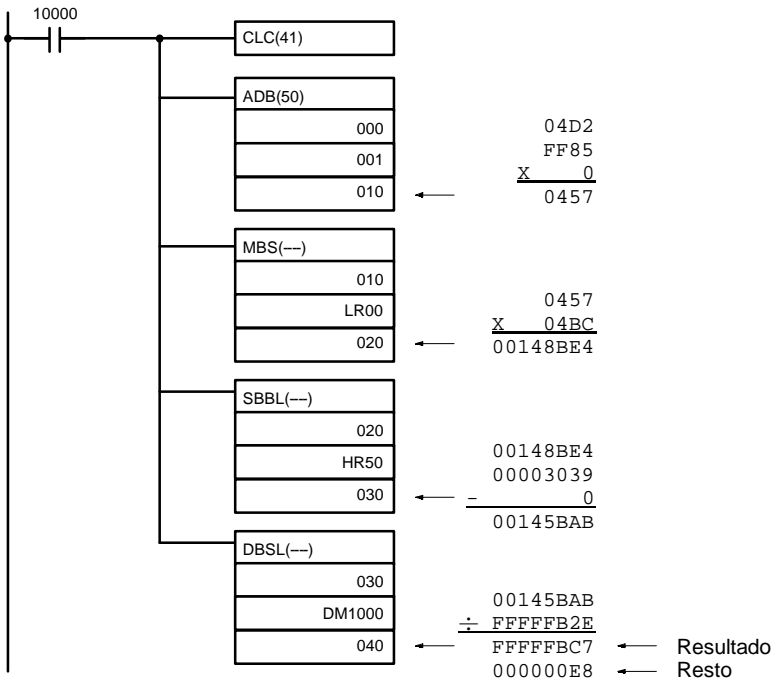 10000
CLC(41)
ADB(50)
000
001
010
04D2
FF85
X 0
0457
MBS(—)
010
LR00
020
0457
X 04BC
00148BE4
SBBL(—)
020
HR50
030
00148BE4
00003039
- 0
00145BAB
DBSL(—)
030
DM1000
040
00145BAB
÷ FFFFFB2E
FFFFFBC7 Resultado
000000E8 Resto